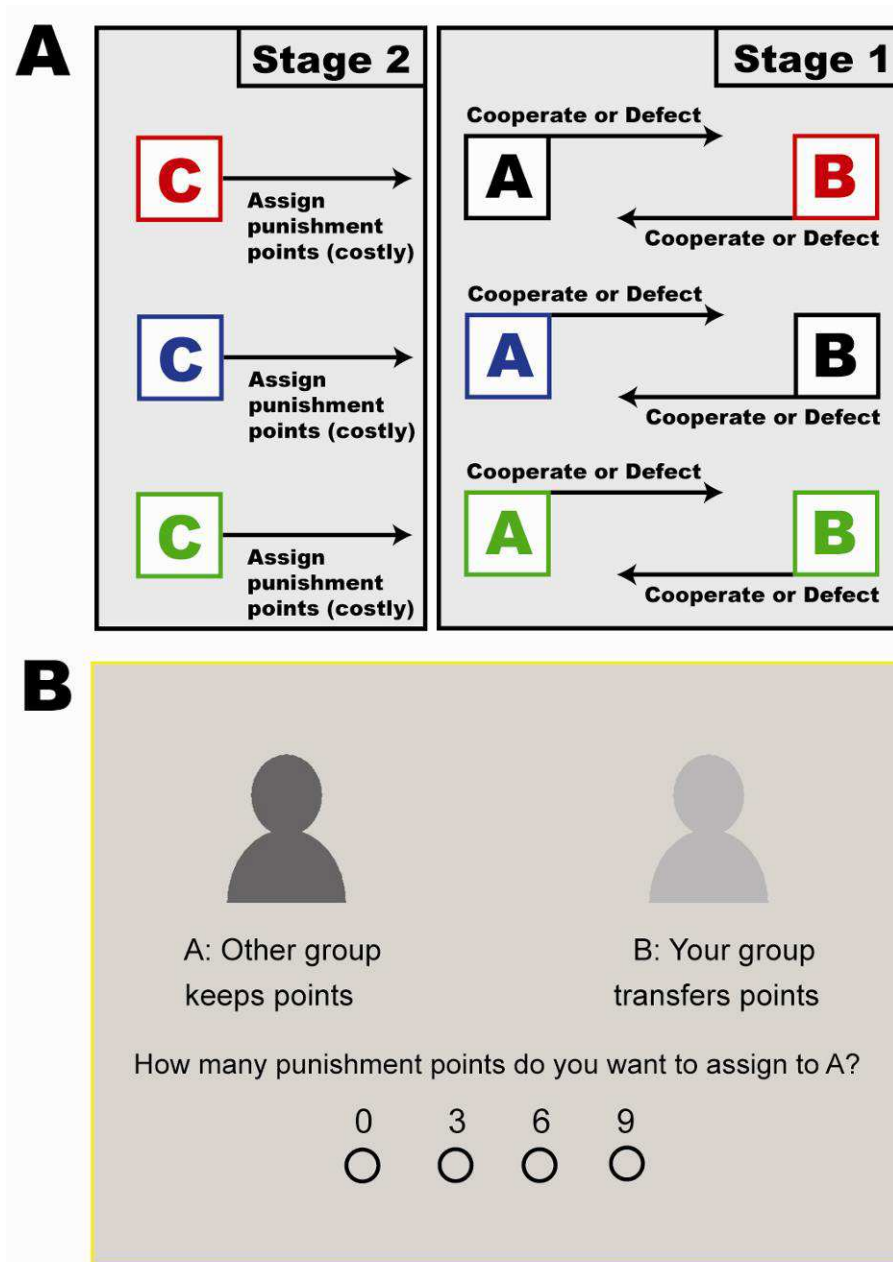 A
Stage 2
Stage 1
Cooperate or Defect
C
A
B
Assign
punishment
points (costly)
Cooperate or Defect
Cooperate or Defect
C
A
B
Assign
punishment
points (costly)
Cooperate or Defect
Cooperate or Defect
C
A
B
Assign
punishment
points (costly)
Cooperate or Defect
B
A: Other group
keeps points
B: Your group
transfers points
How many punishment points do you want to assign to A?
0 3 6 9